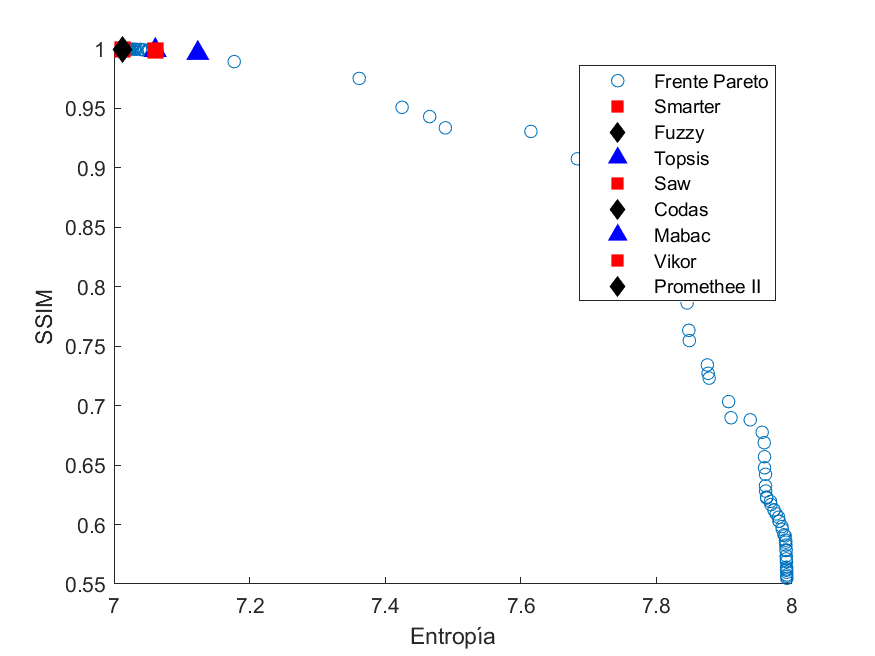 1
0.95
0.9
0.85
0.8
0.75
0.7
0.65
0.6
0.55
SSIM
7
7.2
7.4
7.6
7.8
8
Entropía
Frente Pareto
Smarter
Fuzzy
Topsis
Saw
Codas
Mabac
Vikor
Promethee II